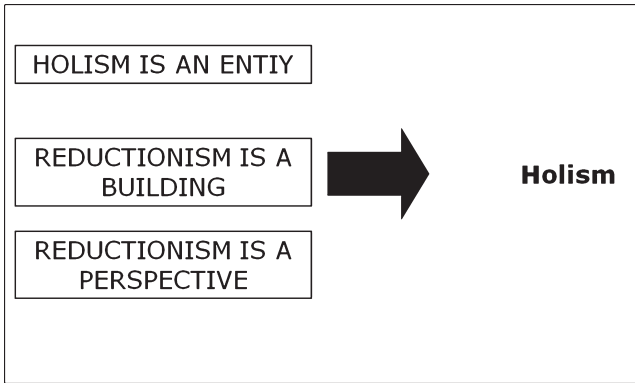 HOLISM IS AN ENTIY
REDUCTIONISM IS A
BUILDING
Holism
REDUCTIONISM IS A
PERSPECTIVE